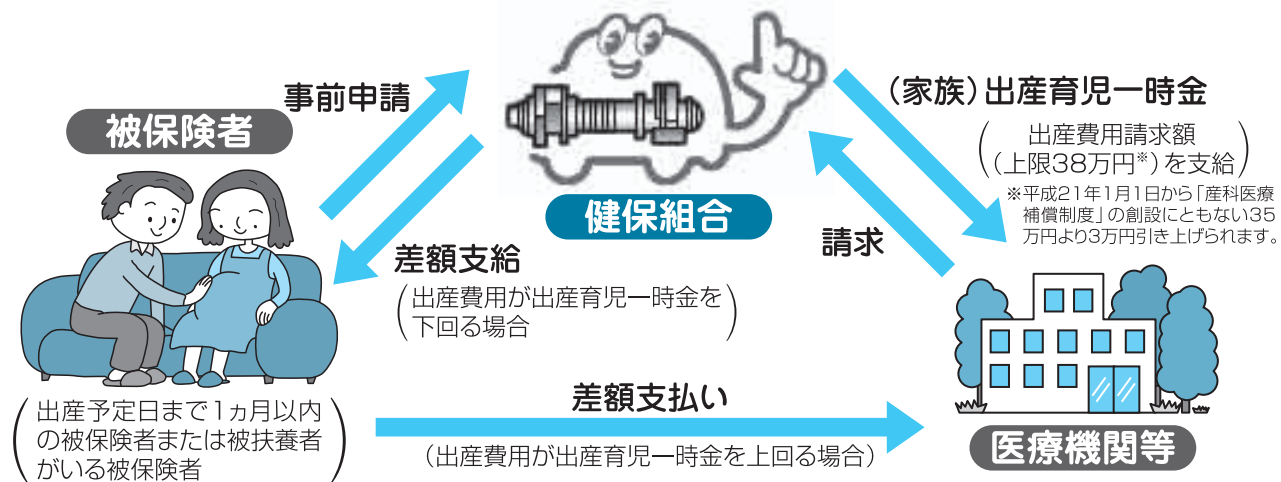 事前申請
被保険者
(家族)出産育児一時金
出産費用請求額
(上限38万円※)を支給
※平成21年1月1日から「産科医療
補償制度」の創設にともない35
万円より3万円引き上げられます。
健保組合
請求
差額支給
出産費用が出産育児一時金を
下回る場合
差額支払い
(出産費用が出産育児一時金を上回る場合)
出産予定日まで1ヵ月以内
の被保険者または被扶養者
がいる被保険者
医療機関等